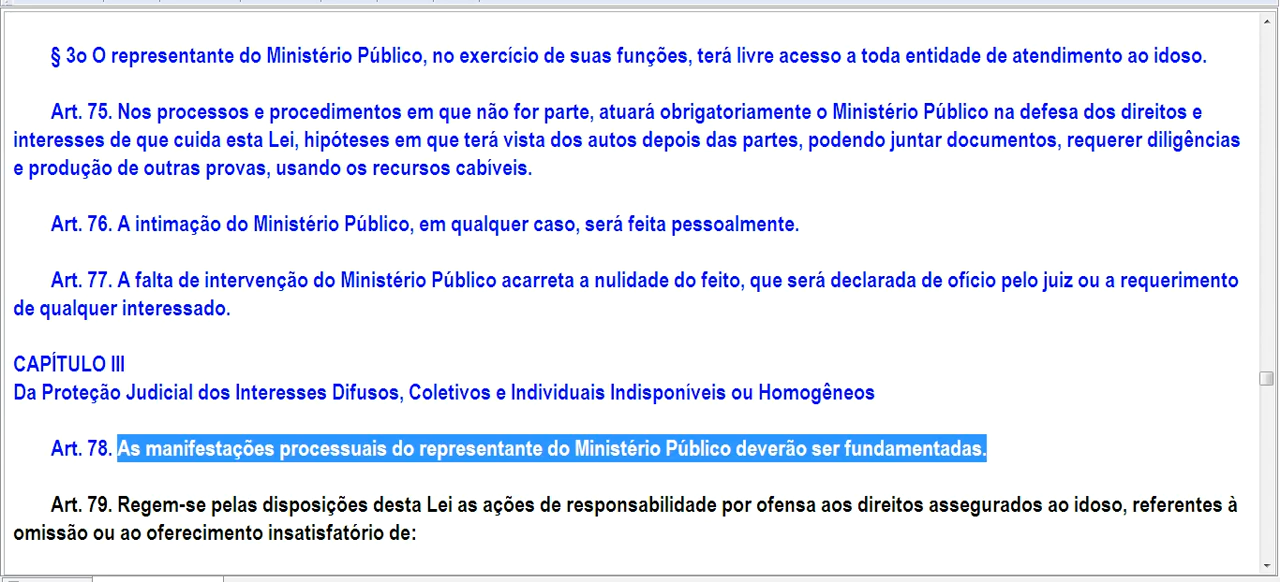 § 3o O representante do Ministério Público, no exercício de suas funções, terá livre acesso a toda entidade de atendimento ao idoso.
Art. 75. Nos processos e procedimentos em que não for parte, atuará obrigatoriamente o Ministério Público na defesa dos direitos e
interesses de que cuida esta Lei, hipóteses em que terá vista dos autos depois das partes, podendo juntar documentos, requerer diligências
e produção de outras provas, usando os recursos cabíveis.
Art. 76. A intimação do Ministério Público, em qualquer caso, será feita pessoalmente.
Art. 77. A falta de intervenção do Ministério Público acarreta a nulidade do feito, que será declarada de ofício pelo juiz ou a requerimento
de qualquer interessado.
CAPÍTULO III
Da Proteção Judicial dos Interesses Difusos, Coletivos e Individuais Indisponíveis ou Homogêneos
Art. 78. As manifestações processuais do representante do Ministério Público deverão ser fundamentadas.
Art. 79. Regem-se pelas disposições desta Lei as ações de responsabilidade por ofensa aos direitos assegurados ao idoso, referentes à
omissão ou ao oferecimento insatisfatório de: